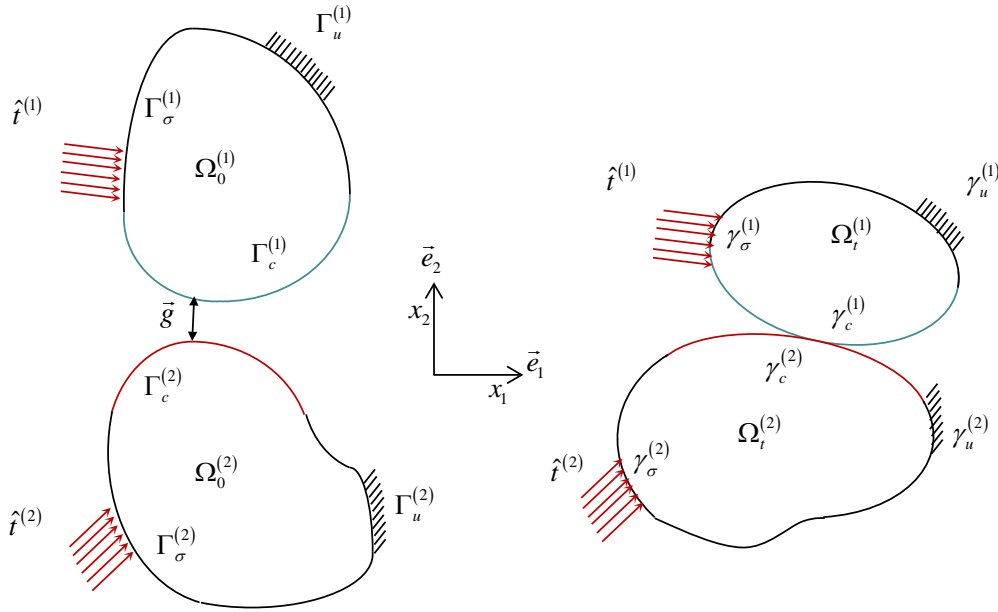 Γ_u^(1)
t̂^(1)
Γ_σ^(1)
Ω_0^(1)
Γ_c^(1)
g⃗
Γ_c^(2)
Ω_0^(2)
Γ_u^(2)
t̂^(2)
Γ_σ^(2)
e⃗_2
x_2
e⃗_1
x_1
t̂^(1)
γ_u^(1)
γ_σ^(1)
Ω_t^(1)
γ_c^(1)
γ_c^(2)
Ω_t^(2)
γ_u^(2)
γ_σ^(2)
t̂^(2)